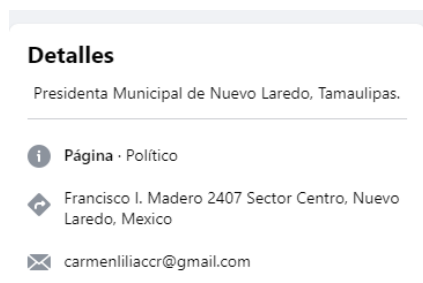 Detalles
Presidenta Municipal de Nuevo Laredo, Tamaulipas.
Página · Político
Francisco I. Madero 2407 Sector Centro, Nuevo
Laredo, Mexico
carmenliliaccr@gmail.com